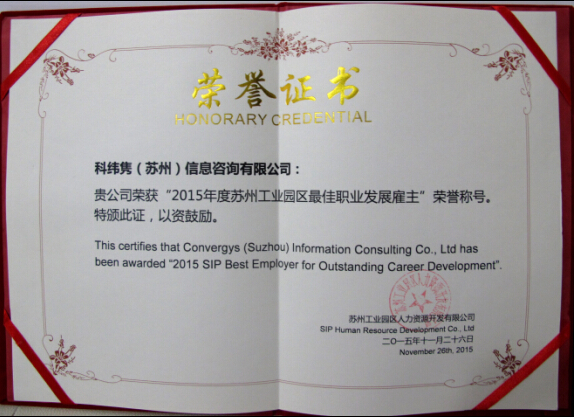 荣誉证书
HONORARY CREDENTIAL
科纬隽（苏州）信息咨询有限公司：
贵公司荣获“2015年度苏州工业园区最佳职业发展雇主”荣誉称号。
特颁此证，以资鼓励。
This certifies that Convergys (Suzhou) Information Consulting Co., Ltd has
been awarded “2015 SIP Best Employer for Outstanding Career Development”.
苏州工业园区人力资源开发有限公司
SIP Human Resource Development Co., Ltd
二〇一五年十一月二十六日
November 26th, 2015